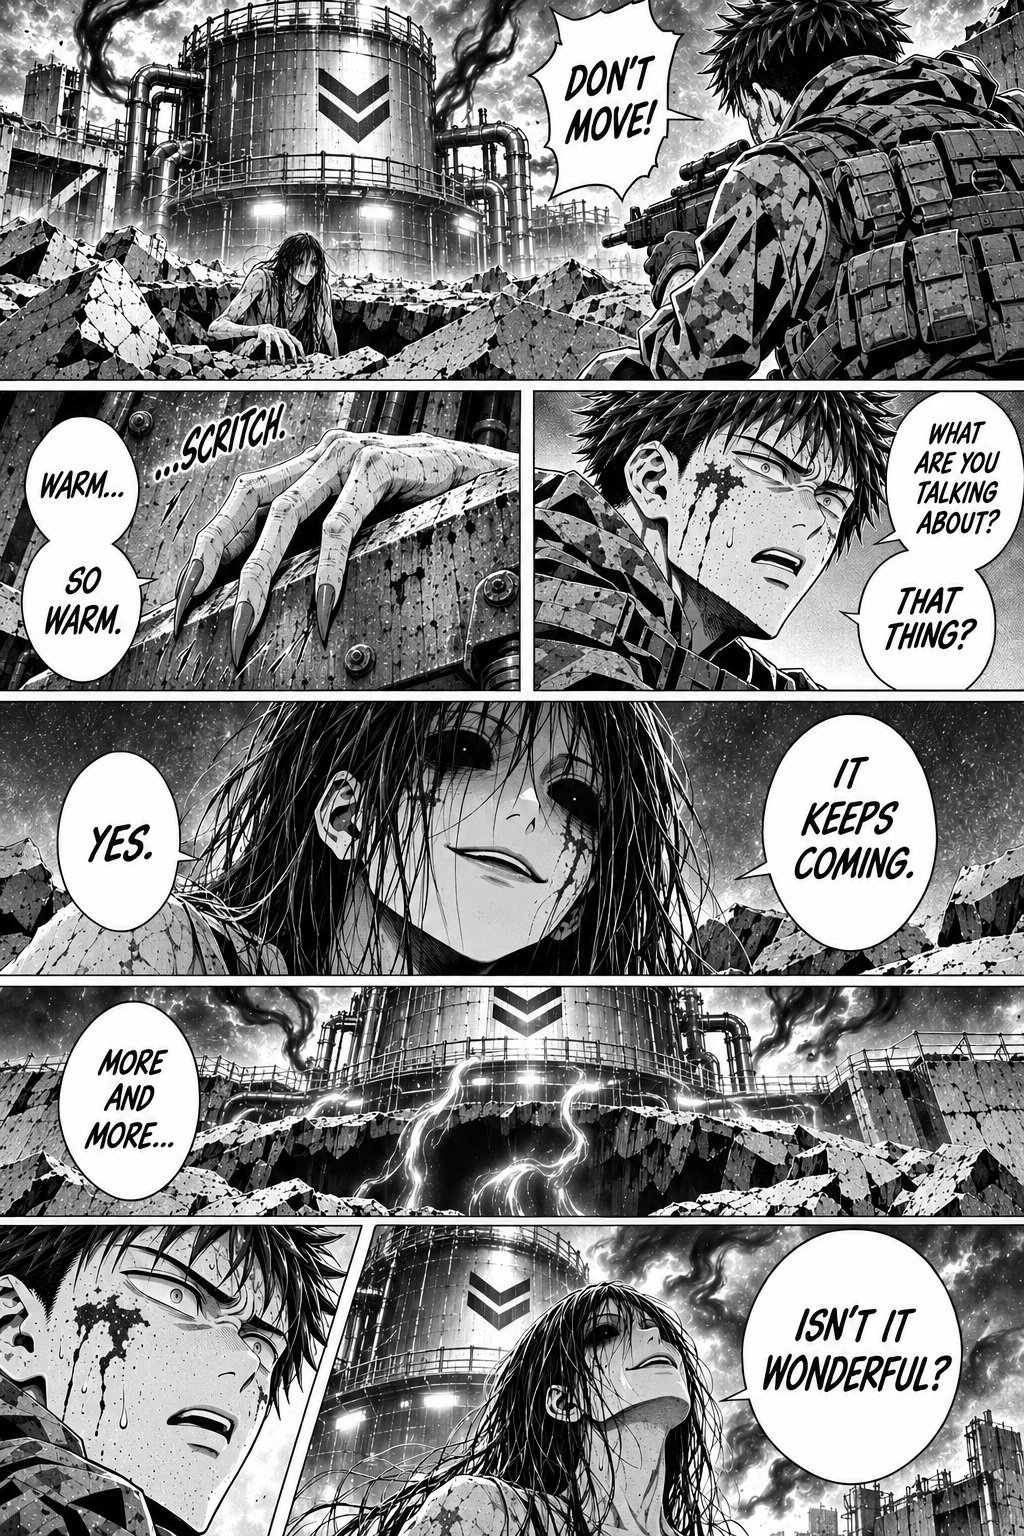 DON'T
MOVE!
WARM...
SO
WARM.
...SCRITCH.
WHAT
ARE YOU
TALKING
ABOUT?
THAT
THING?
YES.
IT
KEEPS
COMING.
MORE
AND
MORE...
ISN'T IT
WONDERFUL?